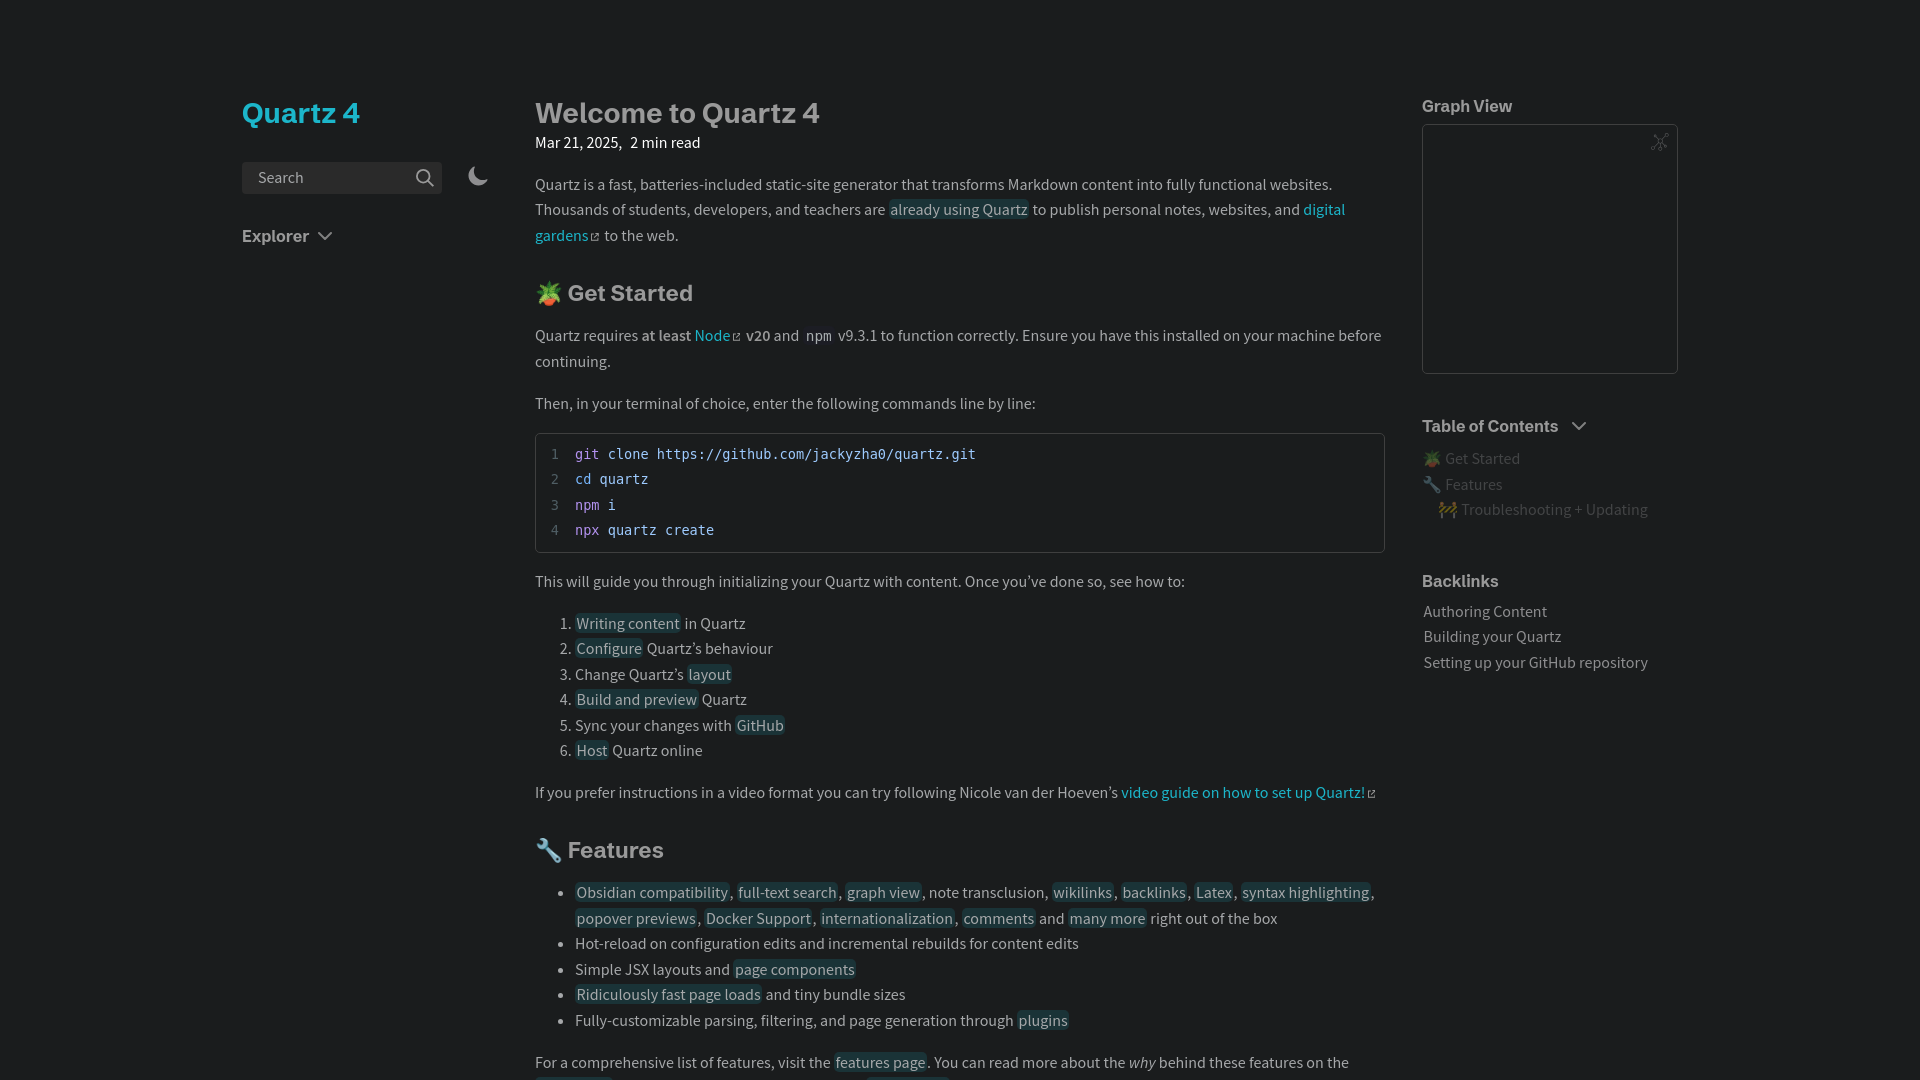 Quartz 4
Search
Explorer
Welcome to Quartz 4
Mar 21, 2025, 2 min read
Quartz is a fast, batteries-included static-site generator that transforms Markdown content into fully functional websites.
Thousands of students, developers, and teachers are already using Quartz to publish personal notes, websites, and digital
gardens to the web.
🪴 Get Started
Quartz requires at least Node v20 and npm v9.3.1 to function correctly. Ensure you have this installed on your machine before
continuing.
Then, in your terminal of choice, enter the following commands line by line:
1 git clone https://github.com/jackyzha0/quartz.git
2 cd quartz
3 npm i
4 npx quartz create
This will guide you through initializing your Quartz with content. Once you’ve done so, see how to:
1. Writing content in Quartz
2. Configure Quartz’s behaviour
3. Change Quartz’s layout
4. Build and preview Quartz
5. Sync your changes with GitHub
6. Host Quartz online
If you prefer instructions in a video format you can try following Nicole van der Hoeven’s video guide on how to set up Quartz!
🔧 Features
• Obsidian compatibility, full-text search, graph view, note transclusion, wikilinks, backlinks, Latex, syntax highlighting,
popover previews, Docker Support, internationalization, comments and many more right out of the box
• Hot-reload on configuration edits and incremental rebuilds for content edits
• Simple JSX layouts and page components
• Ridiculously fast page loads and tiny bundle sizes
• Fully-customizable parsing, filtering, and page generation through plugins
For a comprehensive list of features, visit the features page. You can read more about the why behind these features on the
Graph View
Table of Contents
🪴 Get Started
🔧 Features
🚧 Troubleshooting + Updating
Backlinks
Authoring Content
Building your Quartz
Setting up your GitHub repository